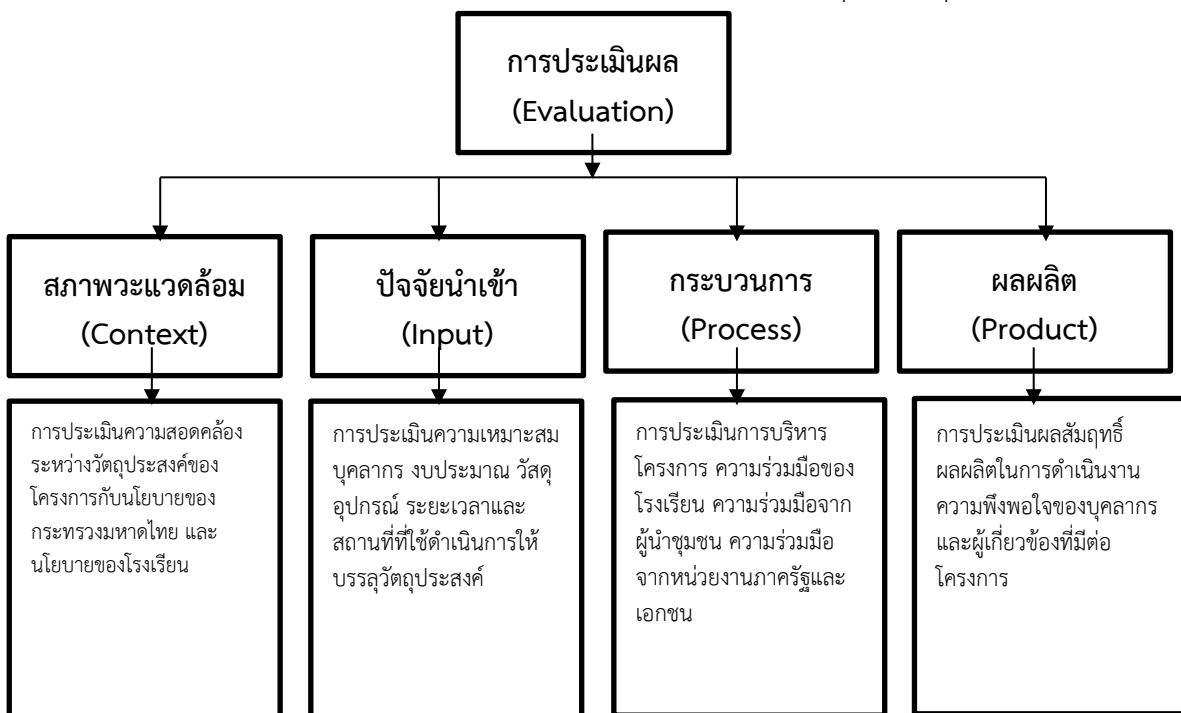 การประเมินผล
(Evaluation)
สภาพวะแวดล้อม
(Context)
ปัจจัยนำเข้า
(Input)
กระบวนการ
(Process)
ผลผลิต
(Product)
การประเมินความสอดคล้อง
ระหว่างวัตถุประสงค์ของ
โครงการกับนโยบายของ
กระทรวงมหาดไทย และ
นโยบายของโรงเรียน
การประเมินความเหมาะสม
บุคลากร งบประมาณ วัสดุ
อุปกรณ์ ระยะเวลาและ
สถานที่ที่ใช้ดำเนินการให้
บรรลุวัตถุประสงค์
การประเมินการบริหาร
โครงการ ความร่วมมือของ
โรงเรียน ความร่วมมือจาก
ผู้นำชุมชน ความร่วมมือ
จากหน่วยงานภาครัฐและ
เอกชน
การประเมินผลสัมฤทธิ์
ผลผลิตในการดำเนินงาน
ความพึงพอใจของบุคลากร
และผู้เกี่ยวข้องที่มีต่อ
โครงการ